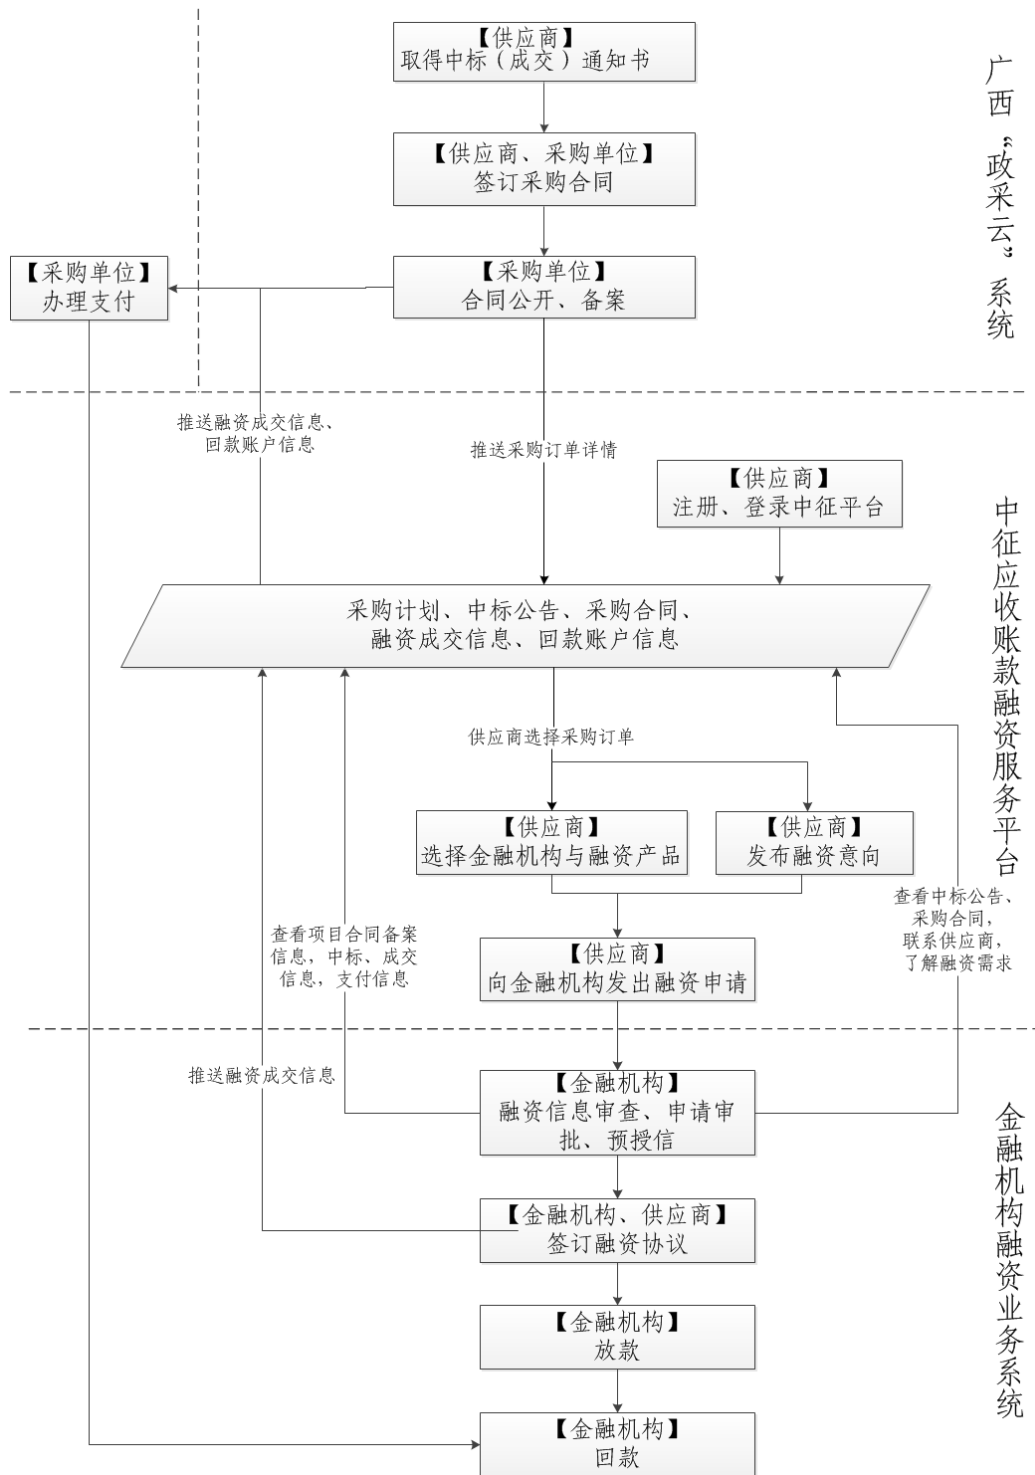 【供应商】
取得中标（成交）通知书
【供应商、采购单位】
签订采购合同
【采购单位】
合同公开、备案
【采购单位】
办理支付
广西“政采云”系统
推送融资成交信息、
回款账户信息
推送采购订单详情
【供应商】
注册、登录中征平台
采购计划、中标公告、采购合同、
融资成交信息、回款账户信息
供应商选择采购订单
【供应商】
选择金融机构与融资产品
【供应商】
发布融资意向
中征应收账款融资服务平台
查看项目合同备案
信息，中标、成交
信息，支付信息
查看中标公告、
采购合同，
联系供应商，
了解融资需求
【供应商】
向金融机构发出融资申请
推送融资成交信息
【金融机构】
融资信息审查、申请审
批、预授信
【金融机构、供应商】
签订融资协议
【金融机构】
放款
【金融机构】
回款
金融机构融资业务系统